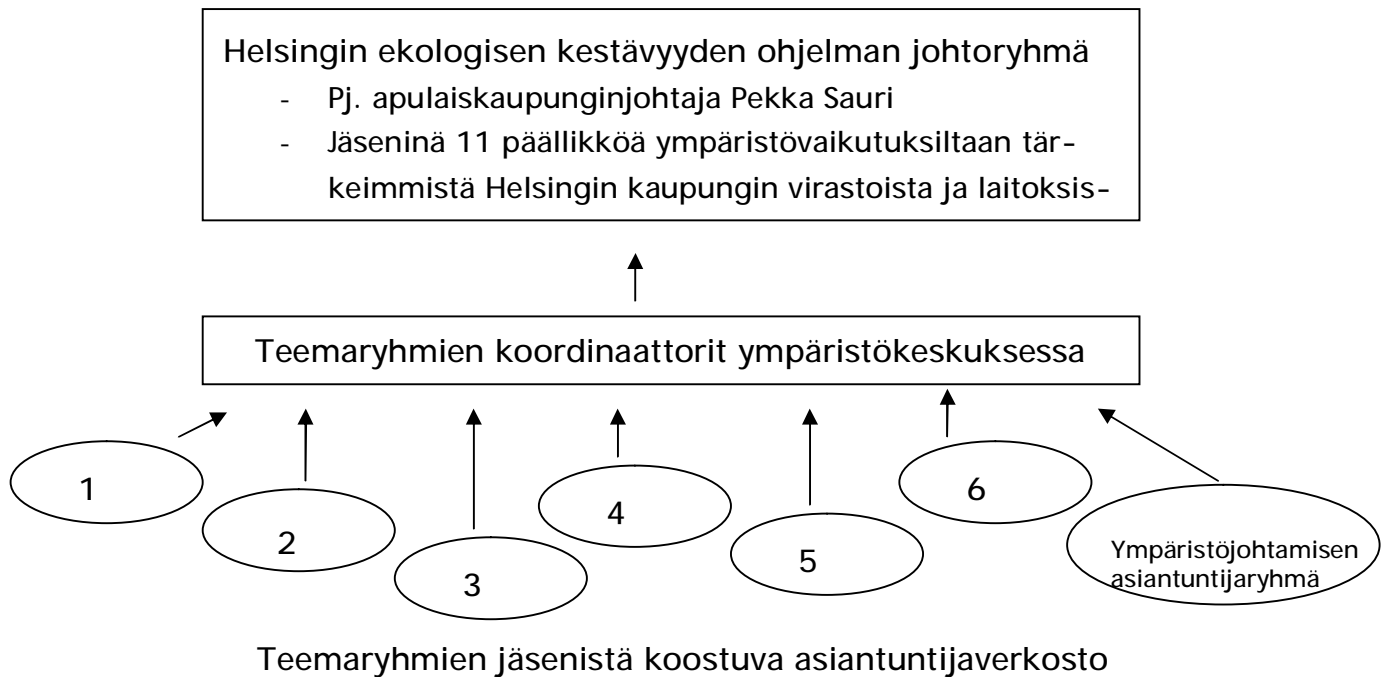 Helsingin ekologisen kestävyyden ohjelman johtoryhmä
- Pj. apulaiskaupunginjohtaja Pekka Sauri
- Jäseninä 11 päällikköä ympäristövaikutuksiltaan tär-
keimmistä Helsingin kaupungin virastoista ja laitoksis-
Teemaryhmien koordinaattorit ympäristökeskuksessa
1
2
3
4
5
6
Ympäristöjohtamisen
asiantuntijaryhmä
Teemaryhmien jäsenistä koostuva asiantuntijaverkosto